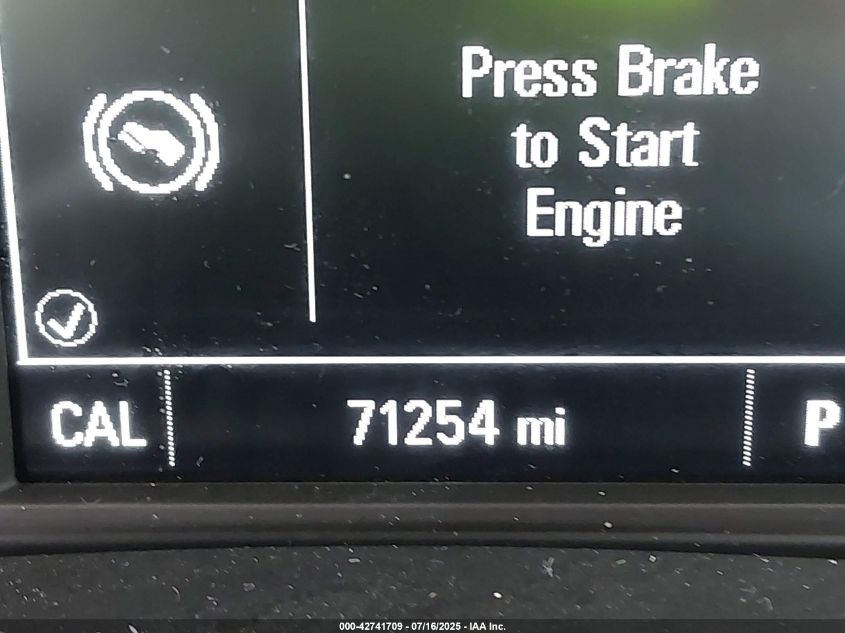 Press Brake
to Start
Engine
CAL 71254 mi P
000-42741709 - 07/16/2025 - IAA Inc.